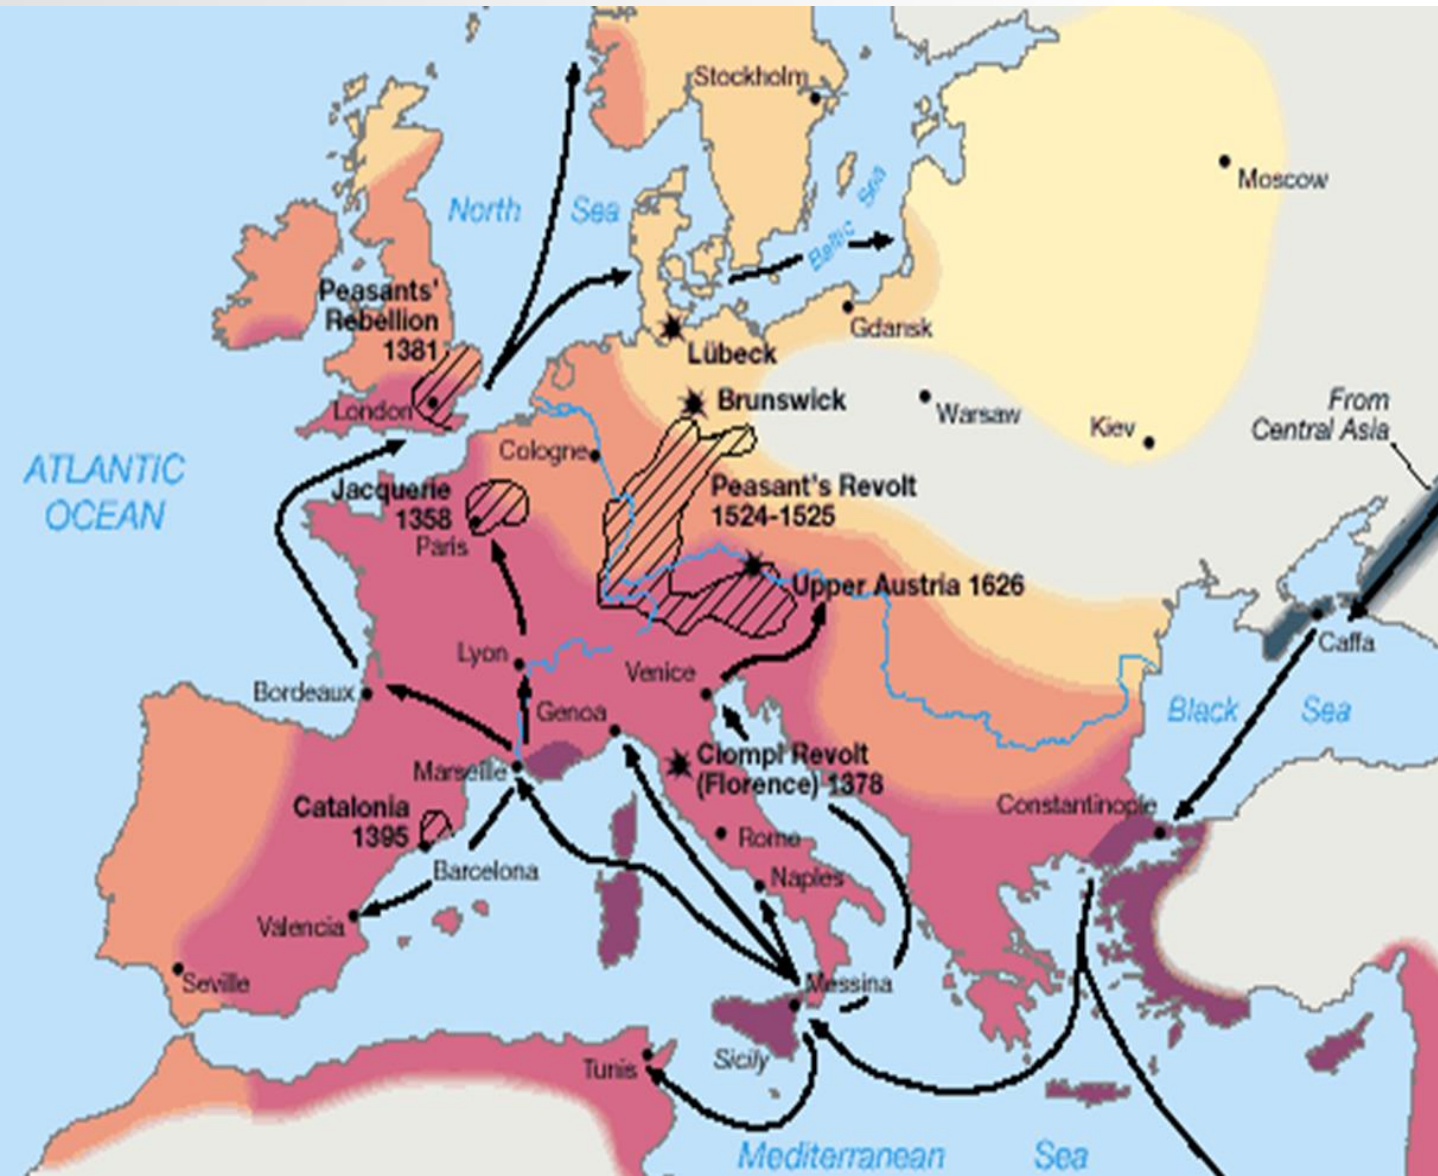 Stockholm
Moscow
North Sea
Baltic Sea
Peasants'
Rebellion
1381
Gdansk
Lübeck
Brunswick
Warsaw
Kiev
From
Central Asia
London
Cologne
ATLANTIC
OCEAN
Jacquerie
1358
Paris
Peasant's Revolt
1524-1525
Upper Austria 1626
Caffa
Lyon
Venice
Bordeaux
Genoa
Black Sea
Marseille
Ciompl Revolt
(Florence) 1378
Catalonia
1395
Constantinople
Rome
Barcelona
Naples
Valencia
Seville
Messina
Sicily
Tunis
Mediterranean Sea